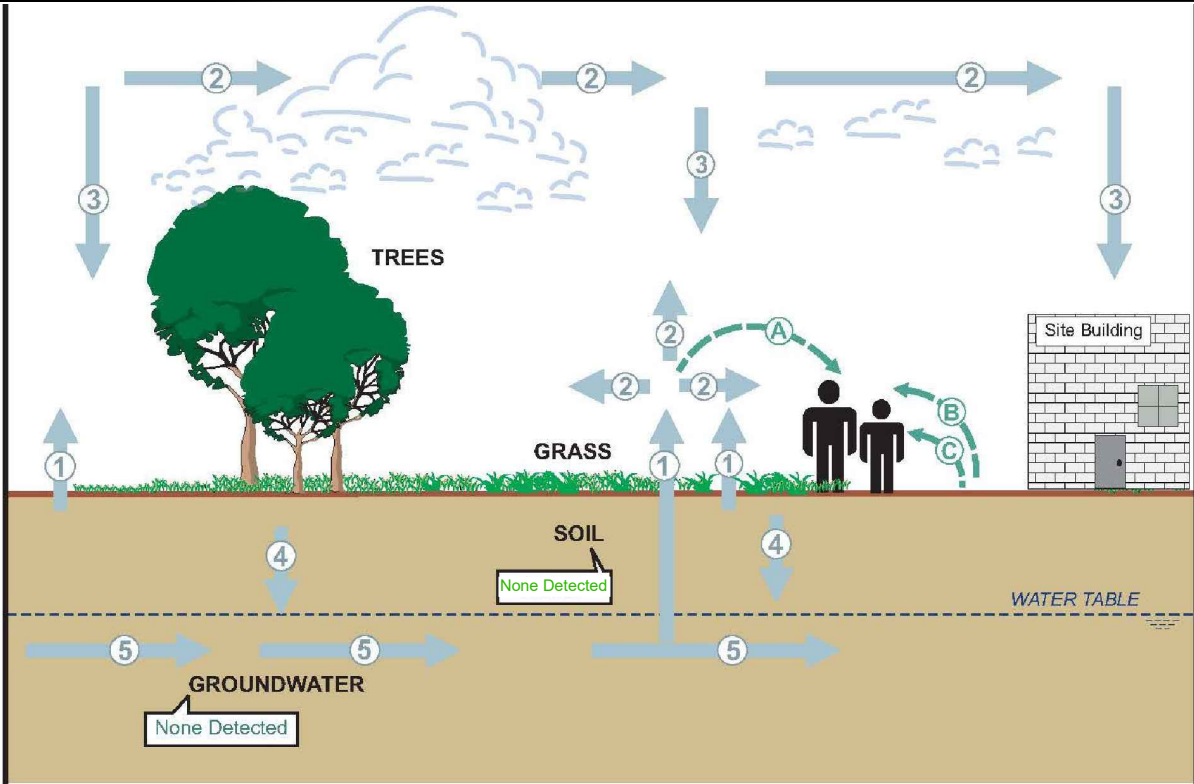 2 2 2
3 3 3
TREES
2
A
Site Building
2 2
B
C
GRASS
1 1 1
SOIL
4 4
None Detected
WATER TABLE
5 5 5
GROUNDWATER
None Detected